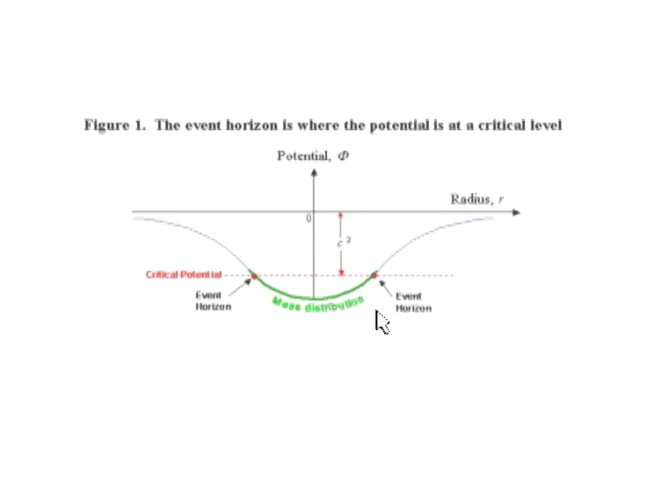 Figure 1. The event horizon is where the potential is at a critical level
Potential, Φ
Radius, r
0
c²
Critical Potential
Event
Horizon
Mass distribution
Event
Horizon